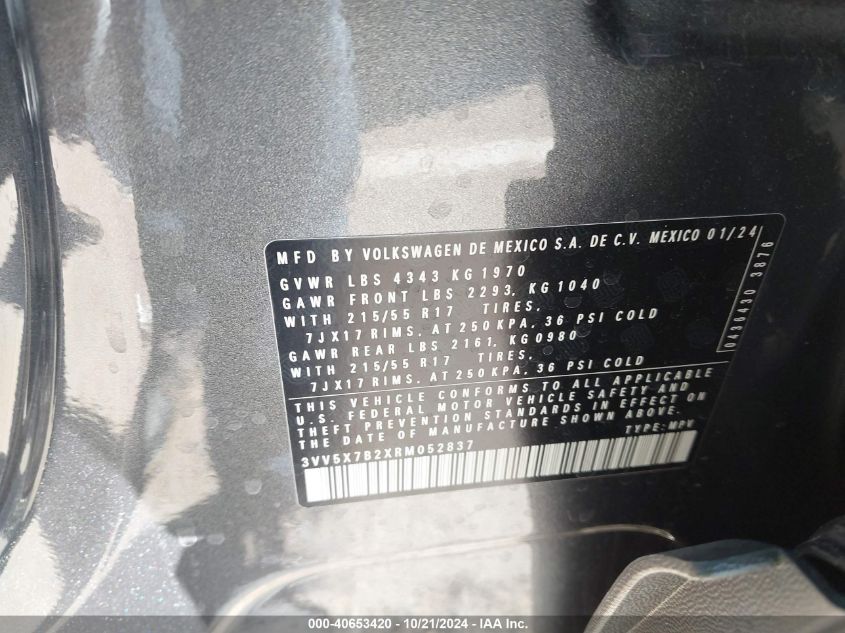 MFD BY VOLKSWAGEN DE MEXICO S.A. DE C.V. MEXICO 01/24
GVWR LBS 4343 KG 1970
GAWR FRONT LBS 2293, KG 1040
WITH 215/55 R17 TIRES,
7JX17 RIMS, AT 250 KPA, 36 PSI COLD
GAWR REAR LBS 2161, KG 0980
WITH 215/55 R17 TIRES,
7JX17 RIMS, AT 250 KPA, 36 PSI COLD
THIS VEHICLE CONFORMS TO ALL APPLICABLE
U.S. FEDERAL MOTOR VEHICLE SAFETY AND
THEFT PREVENTION STANDARDS IN EFFECT ON
THE DATE OF MANUFACTURE SHOWN ABOVE.
TYPE: MPV
3VV5X7B2XRM052837
0430430 3876
000-40653420 / 10/21/2024 - IAA Inc.